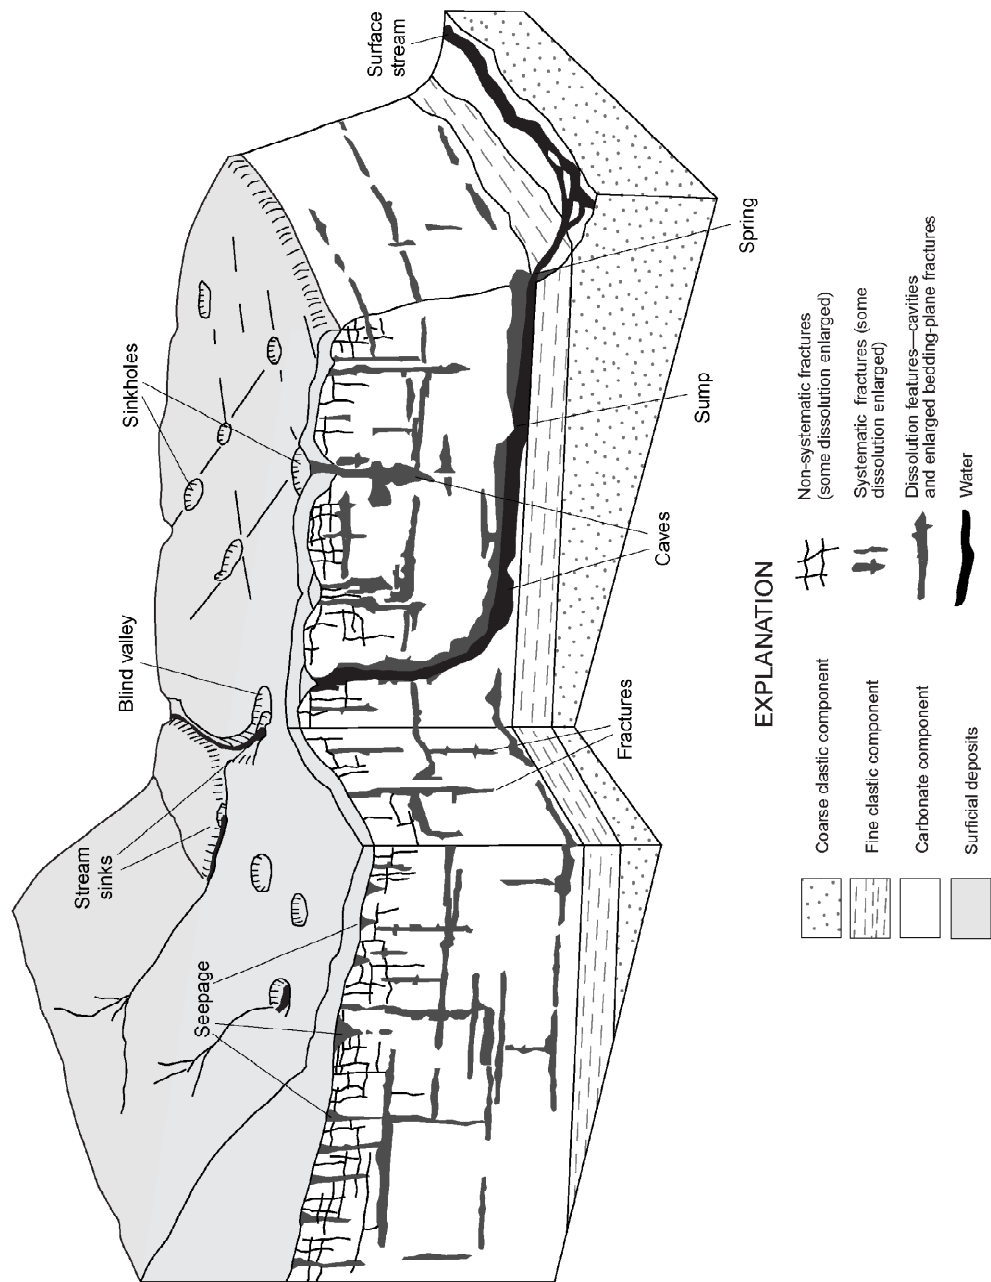 Surface
stream
Sinkholes
Blind valley
Stream
sinks
Seepage
Spring
Sump
Caves
Fractures
EXPLANATION
Coarse clastic component
Fine clastic component
Carbonate component
Surficial deposits
Non-systematic fractures
(some dissolution enlarged)
Systematic fractures (some
dissolution enlarged)
Dissolution features—cavities
and enlarged bedding-plane fractures
Water